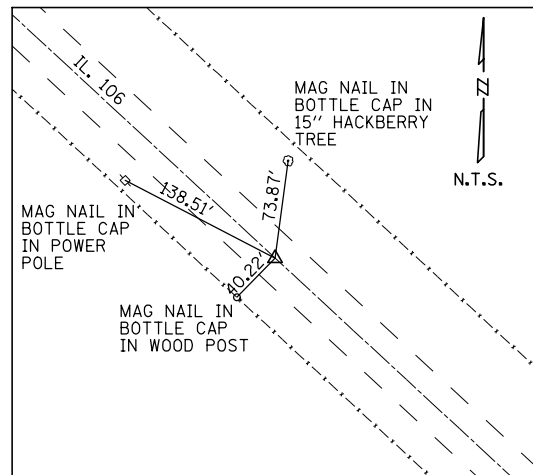 IL. 106
MAG NAIL IN
BOTTLE CAP IN
15" HACKBERRY
TREE
N
N.T.S.
138.51'
73.87'
MAG NAIL IN
BOTTLE CAP
IN POWER
POLE
40.22'
MAG NAIL IN
BOTTLE CAP
IN WOOD POST